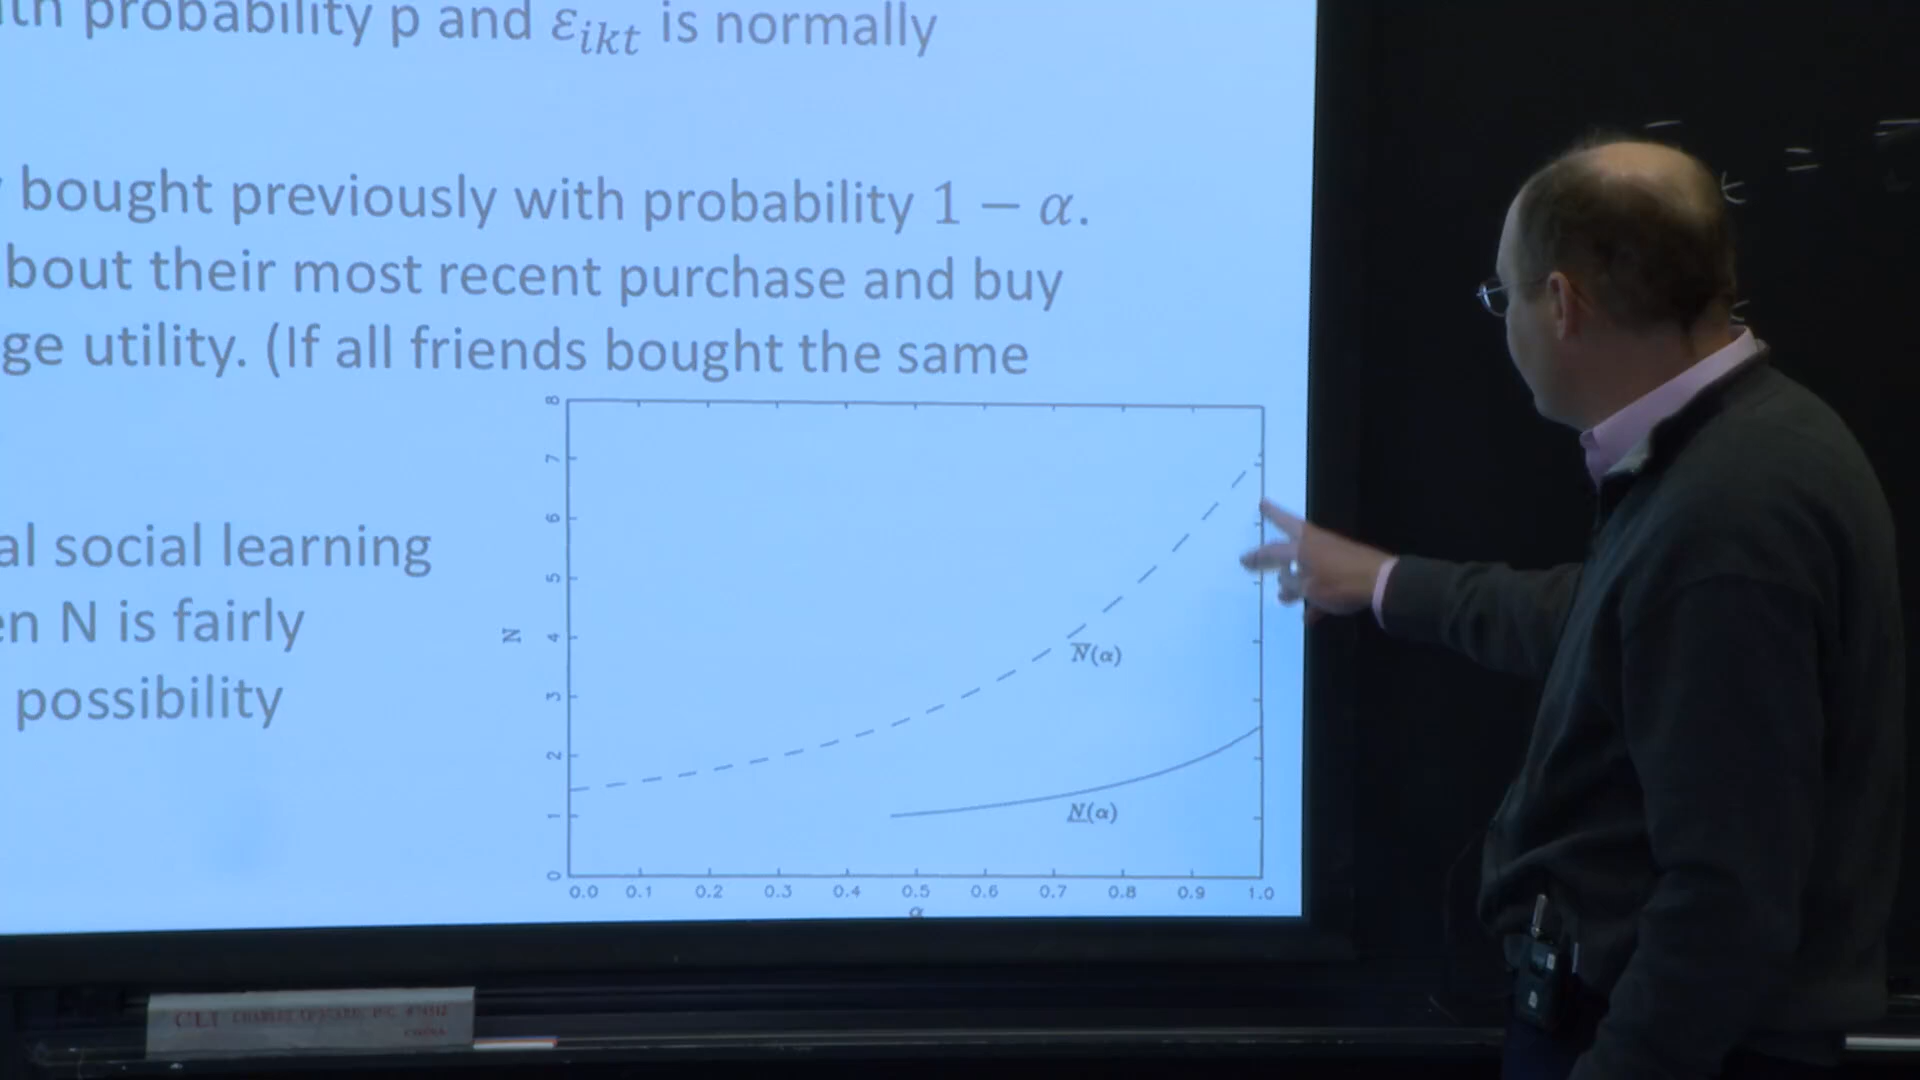 th probability p and εikt is normally
bought previously with probability 1 − α.
bout their most recent purchase and buy
ge utility. (If all friends bought the same
al social learning
en N is fairly
possibility
8
7
6
5
4
3
2
1
0
N
N̅(α)
N̲(α)
0.0 0.1 0.2 0.3 0.4 0.5 0.6 0.7 0.8 0.9 1.0
α
t =